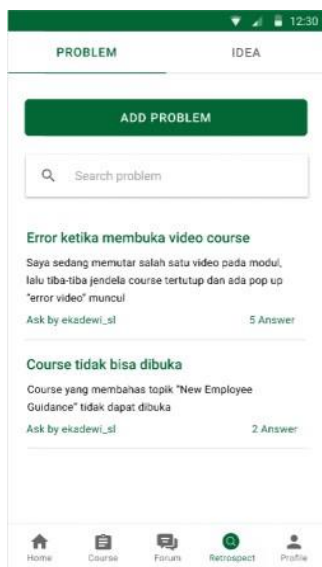 12:30
PROBLEM IDEA
ADD PROBLEM
Search problem
Error ketika membuka video course
Saya sedang memutar salah satu video pada modul,
lalu tiba-tiba jendela course tertutup dan ada pop up
"error video" muncul
Ask by ekadewi_sl 5 Answer
Course tidak bisa dibuka
Course yang membahas topik "New Employee
Guidance" tidak dapat dibuka
Ask by ekadewi_sl 2 Answer
Home Course Forum Retrospect Profile